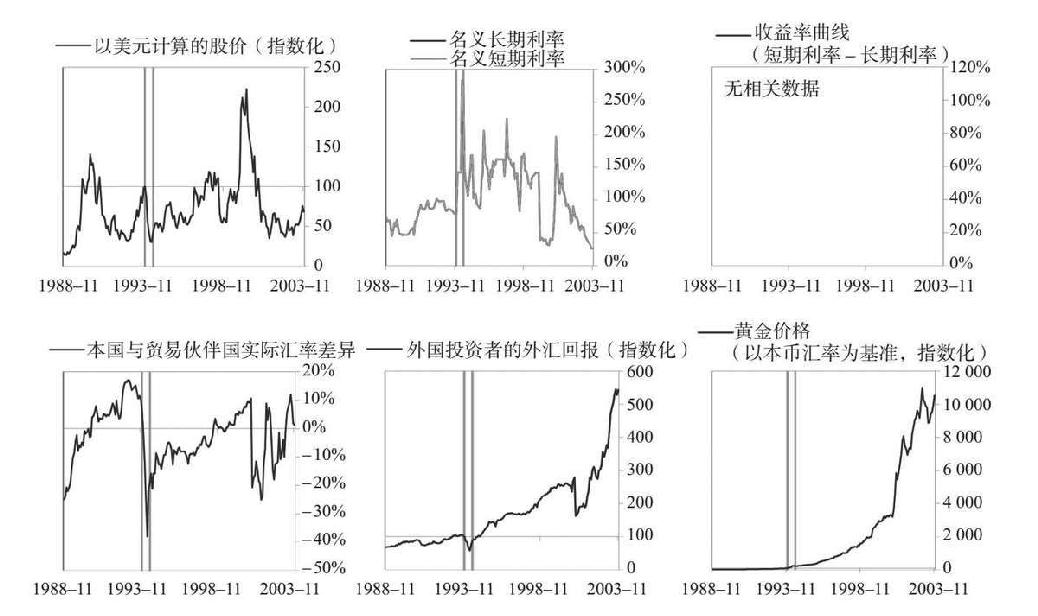 以美元计算的股价（指数化）
250
200
150
100
50
0
1988–11 1993–11 1998–11 2003–11
名义长期利率
名义短期利率
300%
250%
200%
150%
100%
50%
0%
1988–11 1993–11 1998–11 2003–11
收益率曲线
（短期利率－长期利率）
无相关数据
120%
100%
80%
60%
40%
20%
0%
1988–11 1993–11 1998–11 2003–11
本国与贸易伙伴国实际汇率差异
20%
10%
0%
–10%
–20%
–30%
–40%
–50%
1988–11 1993–11 1998–11 2003–11
外国投资者的外汇回报（指数化）
600
500
400
300
200
100
0
1988–11 1993–11 1998–11 2003–11
黄金价格
（以本币汇率为基准，指数化）
12 000
10 000
8 000
6 000
4 000
2 000
0
1988–11 1993–11 1998–11 2003–11